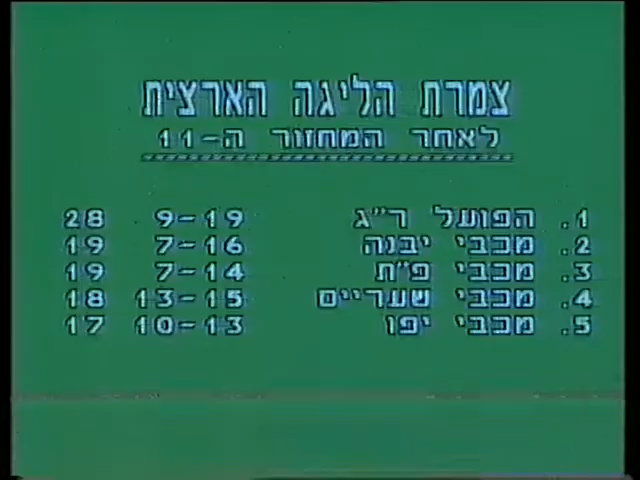 צמרת הליגה הארצית
לאחר המחזור ה-11
1. הפועל ר"ג 19-9 28
2. מכבי יבנה 16-7 19
3. מכבי פ"ת 14-7 19
4. מכבי שעריים 15-13 18
5. מכבי יפו 13-10 17